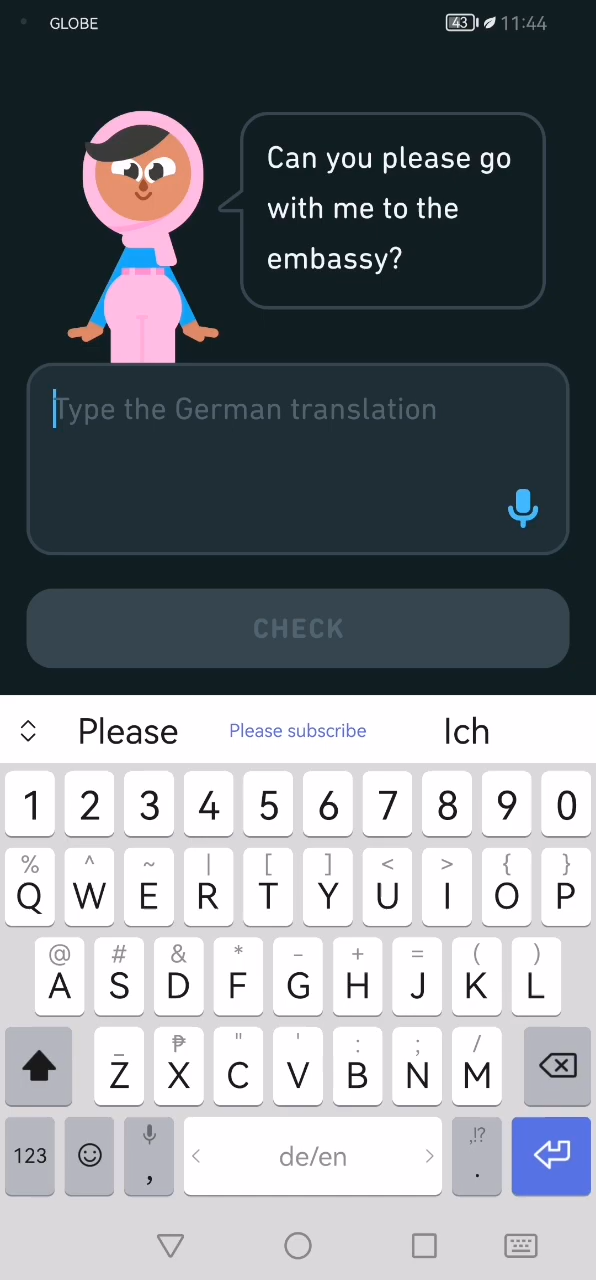 GLOBE 43 11:44
Can you please go
with me to the
embassy?
Type the German translation
CHECK
Please Please subscribe Ich
1 2 3 4 5 6 7 8 9 0
% ^ ~ | [ ] < > { }
Q W E R T Y U I O P
@ # & * - + = ( )
A S D F G H J K L
_ ₱ " ' : ; /
Z X C V B N M
123 , de/en ,!? .